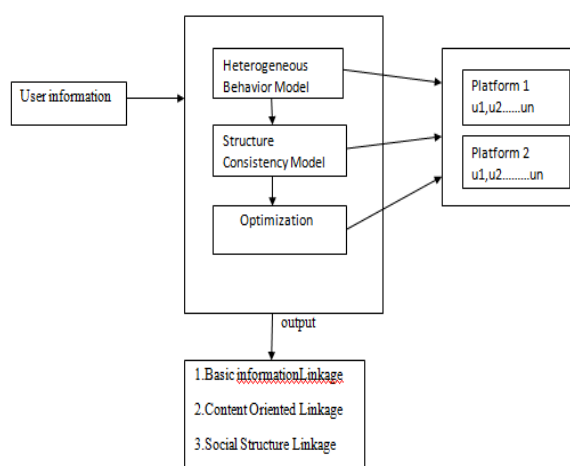 Heterogeneous
Behavior Model
User information
Platform 1
u1,u2......un
Structure
Consistency Model
Platform 2
u1,u2.........un
Optimization
output
1.Basic informationLinkage
2.Content Oriented Linkage
3.Social Structure Linkage